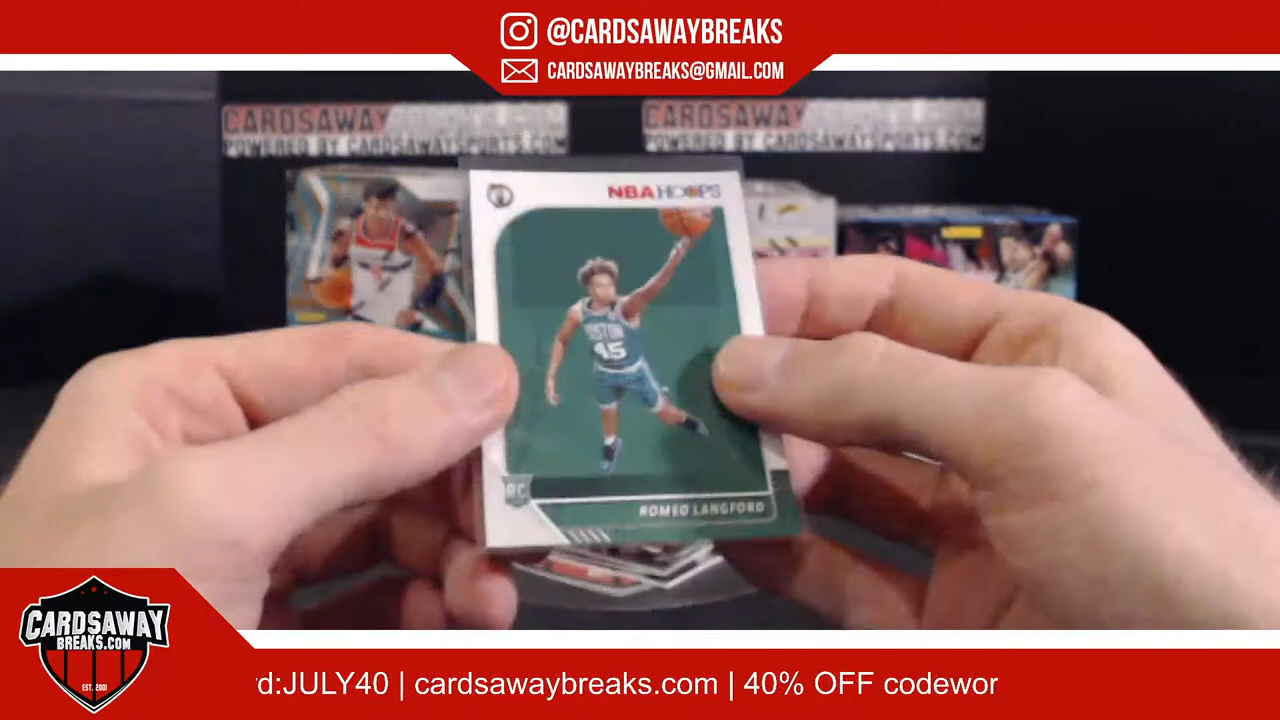 @CARDSAWAYBREAKS
CARDSAWAYBREAKS@GMAIL.COM
CARDSAWAY
POWERED BY CARDSAWAYSPORTS.COM
CARDSAWAY
POWERED BY CARDSAWAYSPORTS.COM
NBA HOOPS
BOSTON
45
RC
ROMEO LANGFORD
CARDSAWAY
BREAKS.COM
EST. 2001
rd:JULY40 | cardsawaybreaks.com | 40% OFF codewor